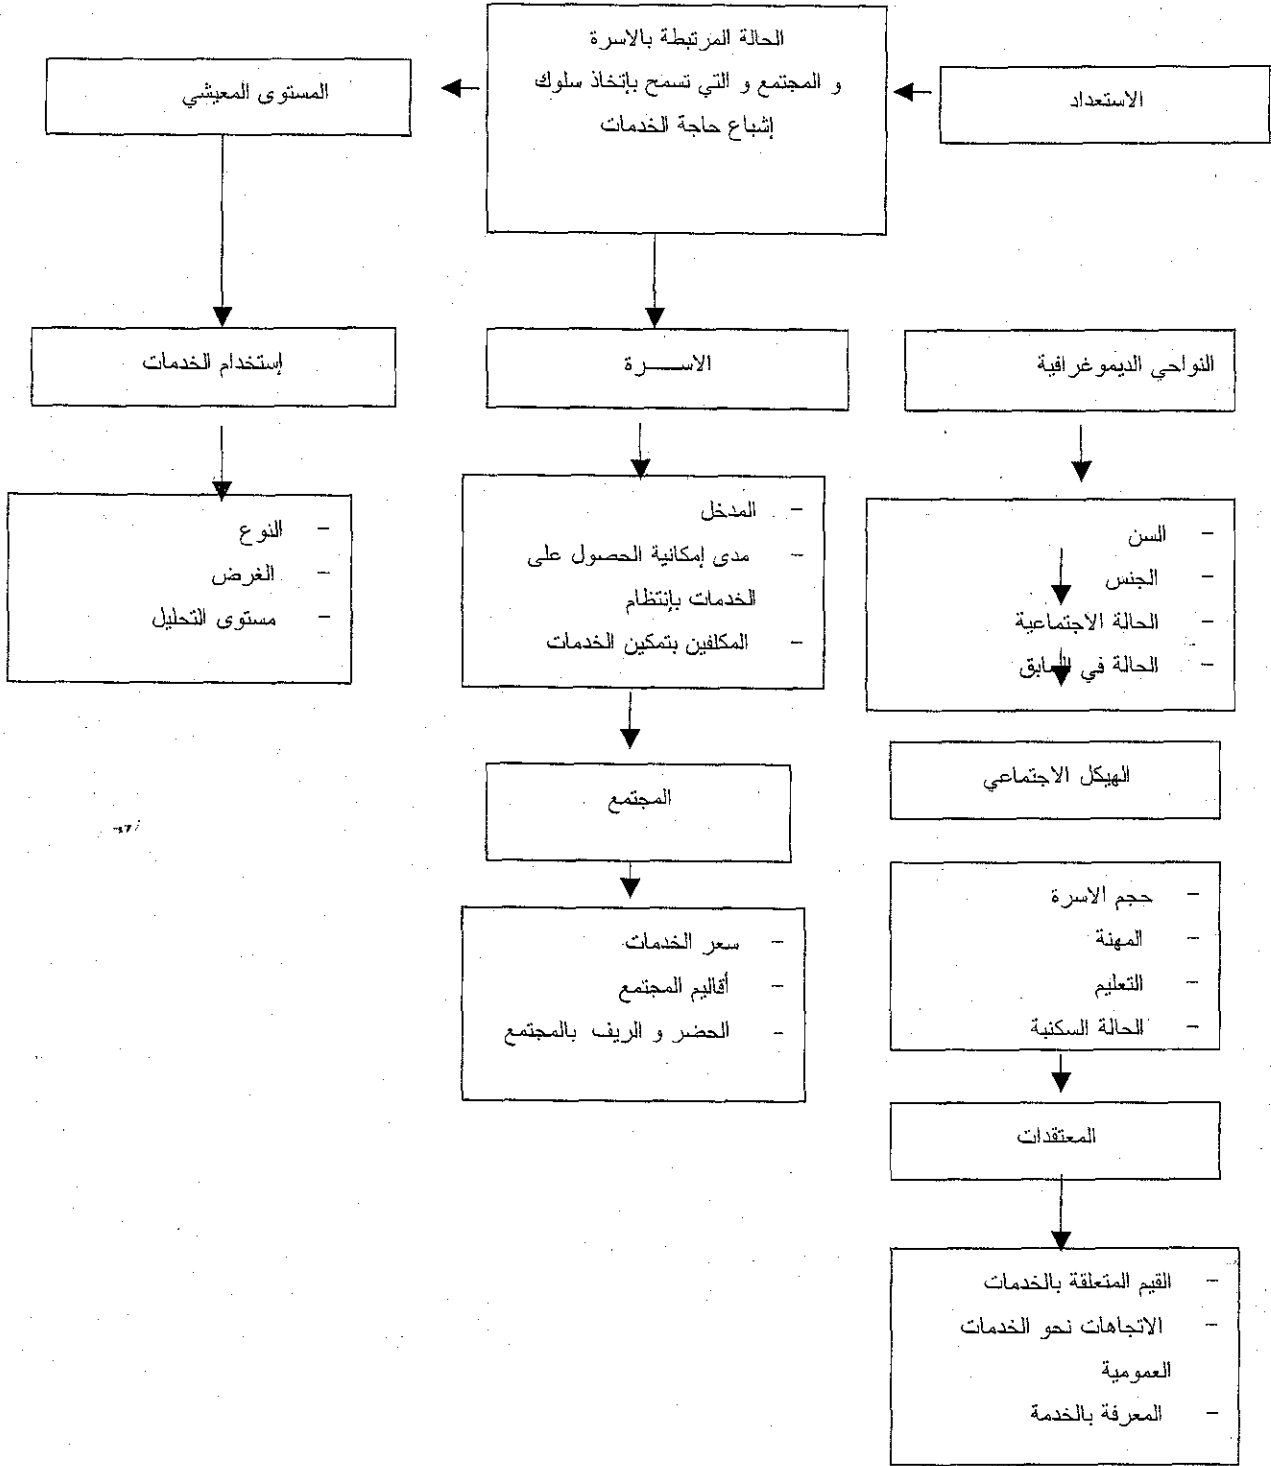 الاستعداد
الحالة المرتبطة بالاسرة
و المجتمع و التي تسمح بإتخاذ سلوك
إشباع حاجة الخدمات
المستوى المعيشي
النواحي الديموغرافية
الاســـرة
إستخدام الخدمات
- السن
- الجنس
- الحالة الاجتماعية
- الحالة في السابق
- المدخل
- مدى إمكانية الحصول على
الخدمات بإنتظام
- المكلفين بتمكين الخدمات
- النوع
- الغرض
- مستوى التحليل
الهيكل الاجتماعي
المجتمع
- حجم الاسرة
- المهنة
- التعليم
- الحالة السكنية
- سعر الخدمات
- أقاليم المجتمع
- الحضر و الريف بالمجتمع
المعتقدات
- القيم المتعلقة بالخدمات
- الاتجاهات نحو الخدمات
العمومية
- المعرفة بالخدمة